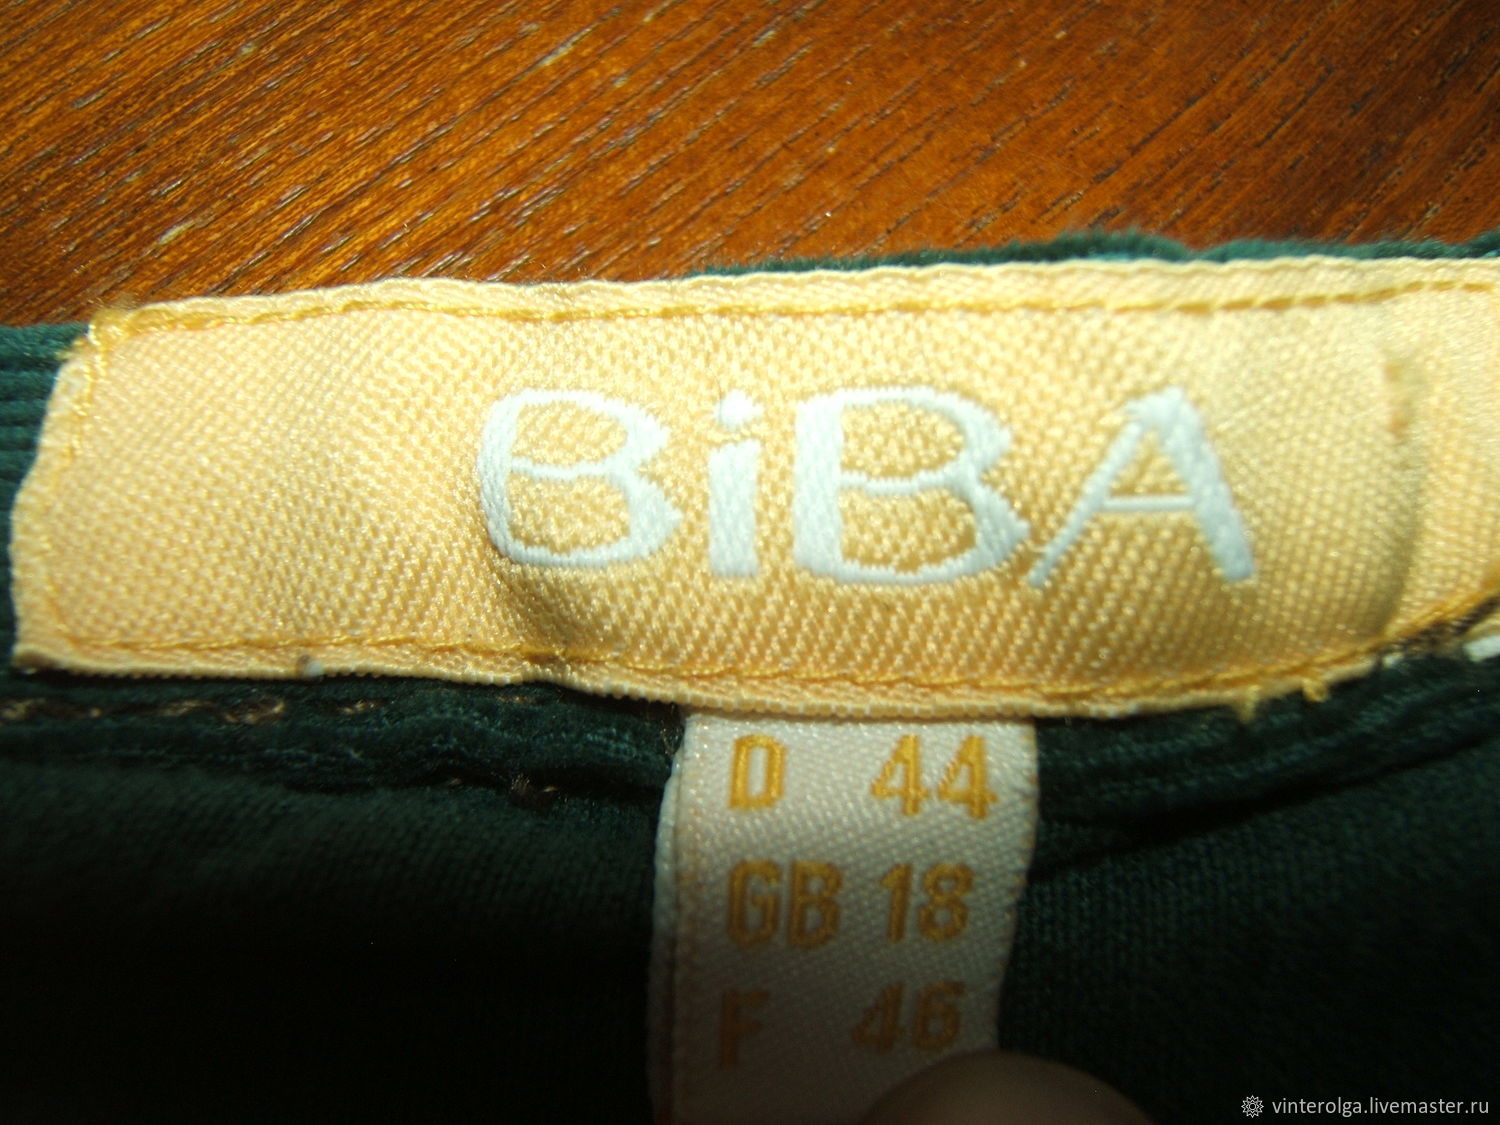 BiBA
D 44
GB 18
F 46
vinterolga.livemaster.ru